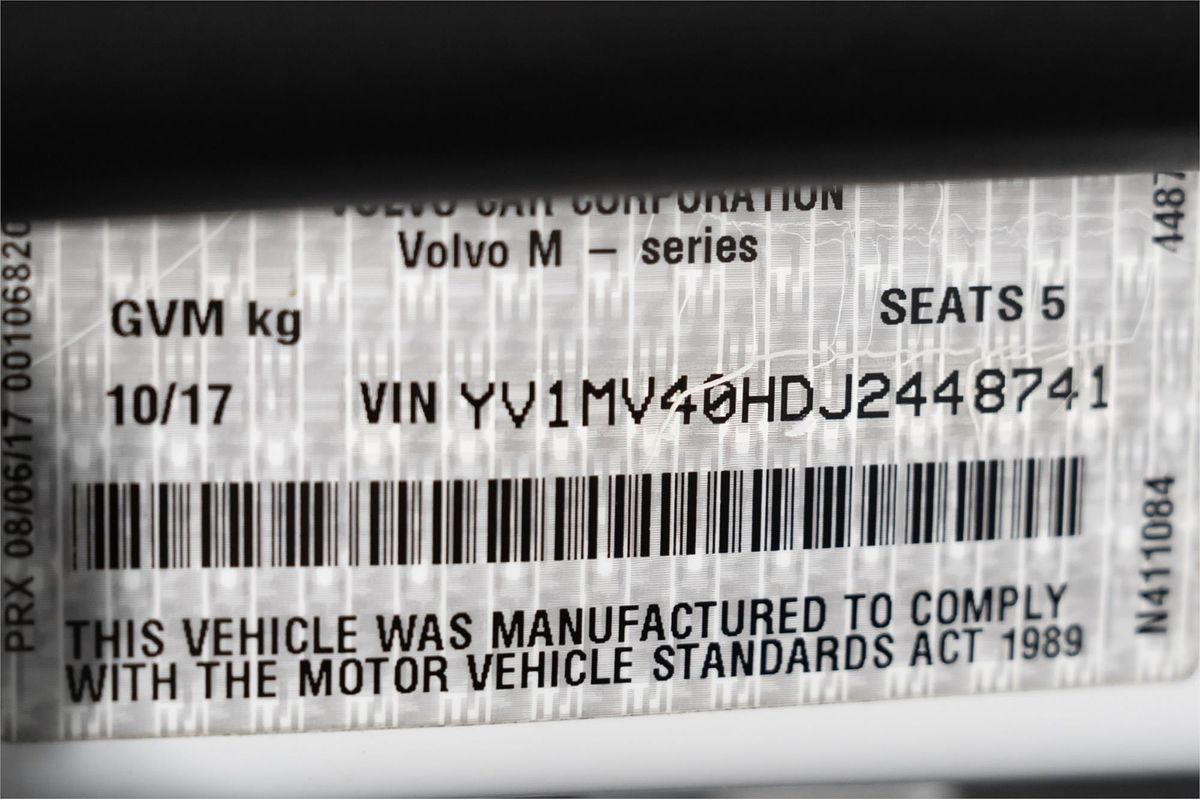 VOLVO CAR CORPORATION
Volvo M – series
GVM kg
SEATS 5
10/17
VIN YV1MV40HDJ2448741
THIS VEHICLE WAS MANUFACTURED TO COMPLY
WITH THE MOTOR VEHICLE STANDARDS ACT 1989
PRX 08/06/17 00106820
N411084
4487